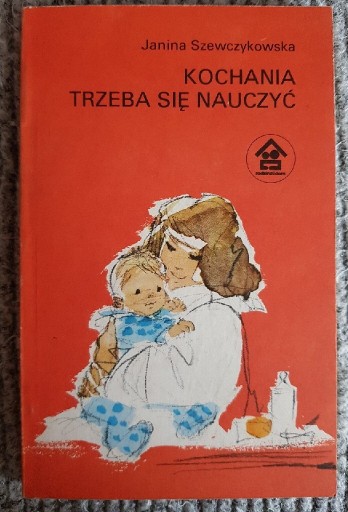 Janina Szewczykowska
KOCHANIA
TRZEBA SIĘ NAUCZYĆ